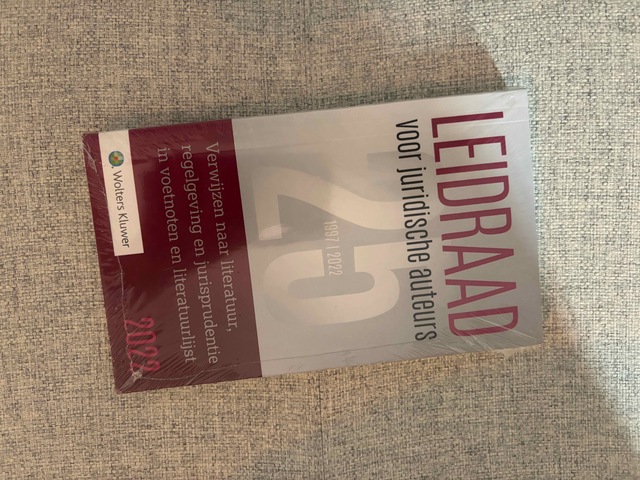 LEIDRAAD
voor juridische auteurs
25
1997 | 2022
Verwijzen naar literatuur,
regelgeving en jurisprudentie
in voetnoten en literatuurlijst
Wolters Kluwer
2022